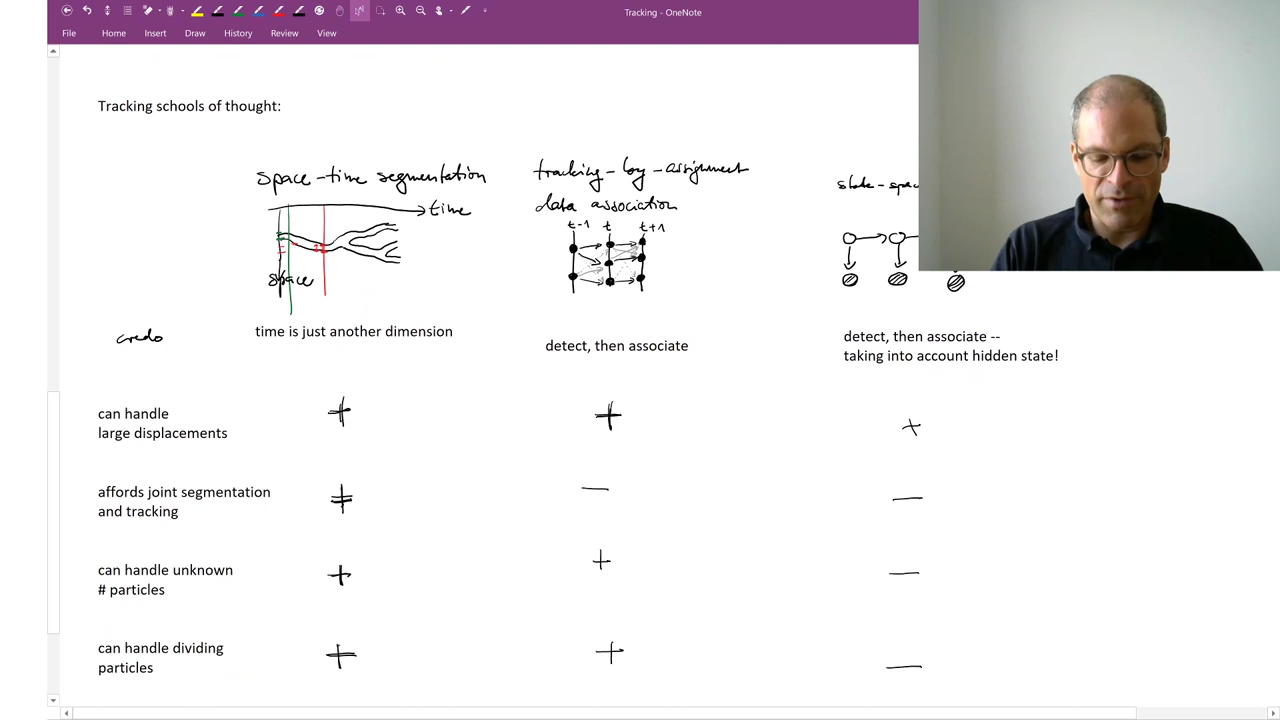 Tracking - OneNote
File Home Insert Draw History Review View
Tracking schools of thought:
space-time segmentation
time
space
time is just another dimension
tracking-by-assignment
data association
t-1 t t+1
detect, then associate
state-spac
detect, then associate --
taking into account hidden state!
credo
can handle
large displacements
+ + +
affords joint segmentation
and tracking
‡ — —
can handle unknown
# particles
+ + —
can handle dividing
particles
+ + —